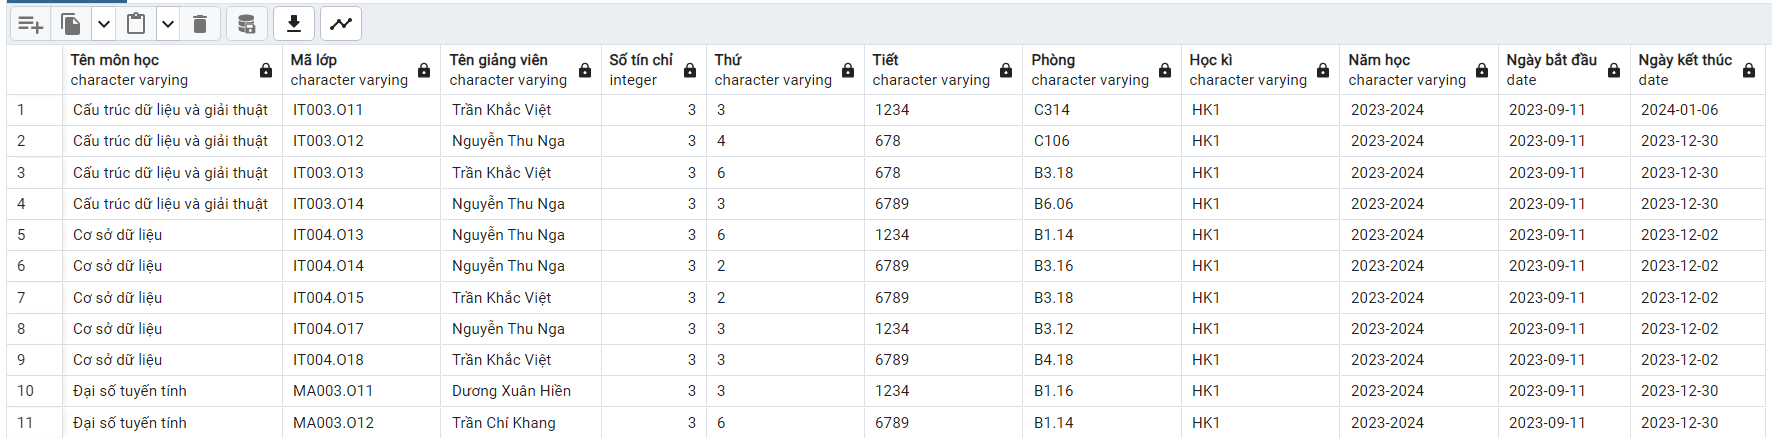 Tên môn học Mã lớp Tên giảng viên Số tín chỉ Thứ Tiết Phòng Học kì Năm học Ngày bắt đầu Ngày kết thúc
character varying character varying character varying integer character varying character varying character varying character varying character varying date date
1 Cấu trúc dữ liệu và giải thuật IT003.O11 Trần Khắc Việt 3 3 1234 C314 HK1 2023-2024 2023-09-11 2024-01-06
2 Cấu trúc dữ liệu và giải thuật IT003.O12 Nguyễn Thu Nga 3 4 678 C106 HK1 2023-2024 2023-09-11 2023-12-30
3 Cấu trúc dữ liệu và giải thuật IT003.O13 Trần Khắc Việt 3 6 678 B3.18 HK1 2023-2024 2023-09-11 2023-12-30
4 Cấu trúc dữ liệu và giải thuật IT003.O14 Nguyễn Thu Nga 3 3 6789 B6.06 HK1 2023-2024 2023-09-11 2023-12-30
5 Cơ sở dữ liệu IT004.O13 Nguyễn Thu Nga 3 6 1234 B1.14 HK1 2023-2024 2023-09-11 2023-12-02
6 Cơ sở dữ liệu IT004.O14 Nguyễn Thu Nga 3 2 6789 B3.16 HK1 2023-2024 2023-09-11 2023-12-02
7 Cơ sở dữ liệu IT004.O15 Trần Khắc Việt 3 2 6789 B3.18 HK1 2023-2024 2023-09-11 2023-12-02
8 Cơ sở dữ liệu IT004.O17 Nguyễn Thu Nga 3 3 1234 B3.12 HK1 2023-2024 2023-09-11 2023-12-02
9 Cơ sở dữ liệu IT004.O18 Trần Khắc Việt 3 3 6789 B4.18 HK1 2023-2024 2023-09-11 2023-12-02
10 Đại số tuyến tính MA003.O11 Dương Xuân Hiền 3 3 1234 B1.16 HK1 2023-2024 2023-09-11 2023-12-30
11 Đại số tuyến tính MA003.O12 Trần Chí Khang 3 6 6789 B1.14 HK1 2023-2024 2023-09-11 2023-12-30